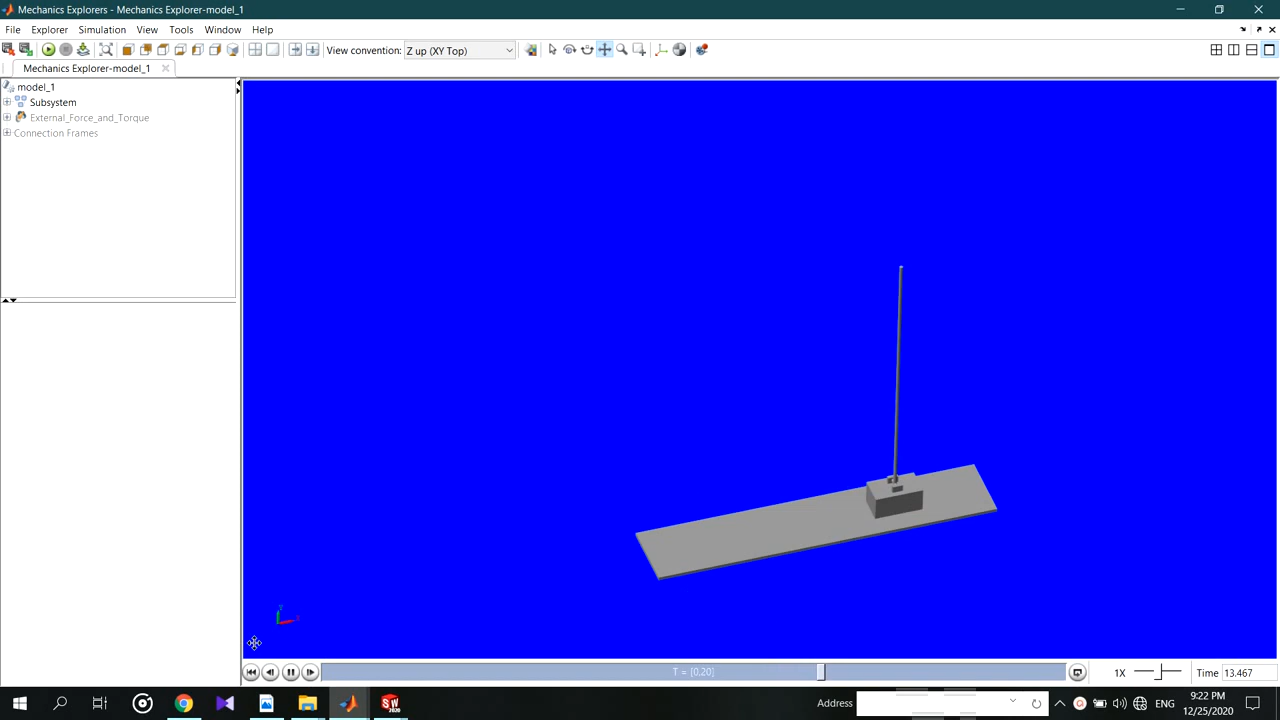 Mechanics Explorers - Mechanics Explorer-model_1
File Explorer Simulation View Tools Window Help
View convention: Z up (XY Top)
Mechanics Explorer-model_1
model_1
Subsystem
External_Force_and_Torque
Connection Frames
Y
X
T = {0,20}
1X
Time 13.467
SW
2020
Address
ENG
9:22 PM
12/25/2020